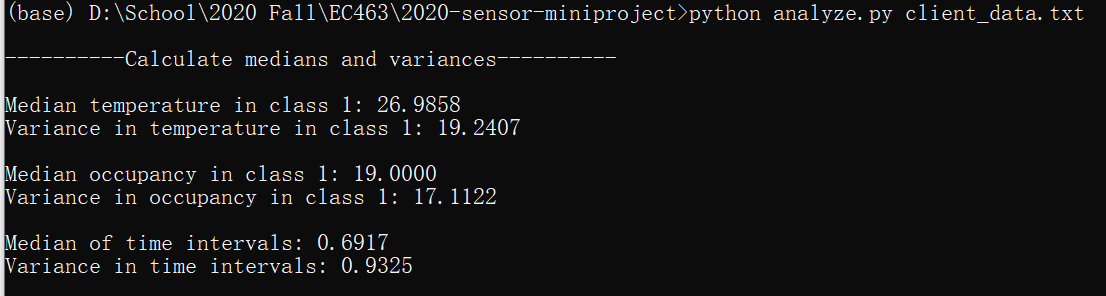 (base) D:\School\2020 Fall\EC463\2020-sensor-miniproject>python analyze.py client_data.txt
----------Calculate medians and variances----------
Median temperature in class 1: 26.9858
Variance in temperature in class 1: 19.2407
Median occupancy in class 1: 19.0000
Variance in occupancy in class 1: 17.1122
Median of time intervals: 0.6917
Variance in time intervals: 0.9325